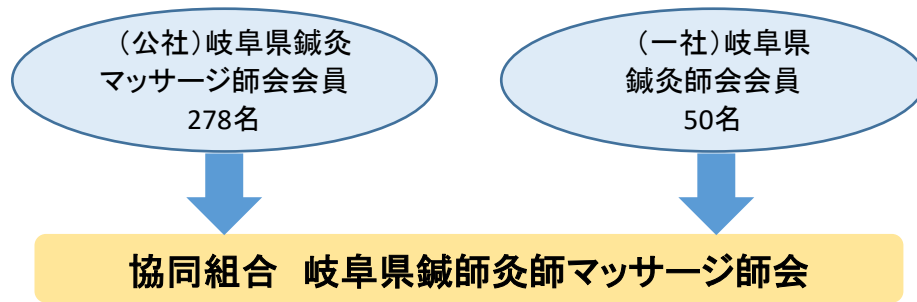 （公社）岐阜県鍼灸
マッサージ師会会員
278名
（一社）岐阜県
鍼灸師会会員
50名
協同組合　岐阜県鍼師灸師マッサージ師会